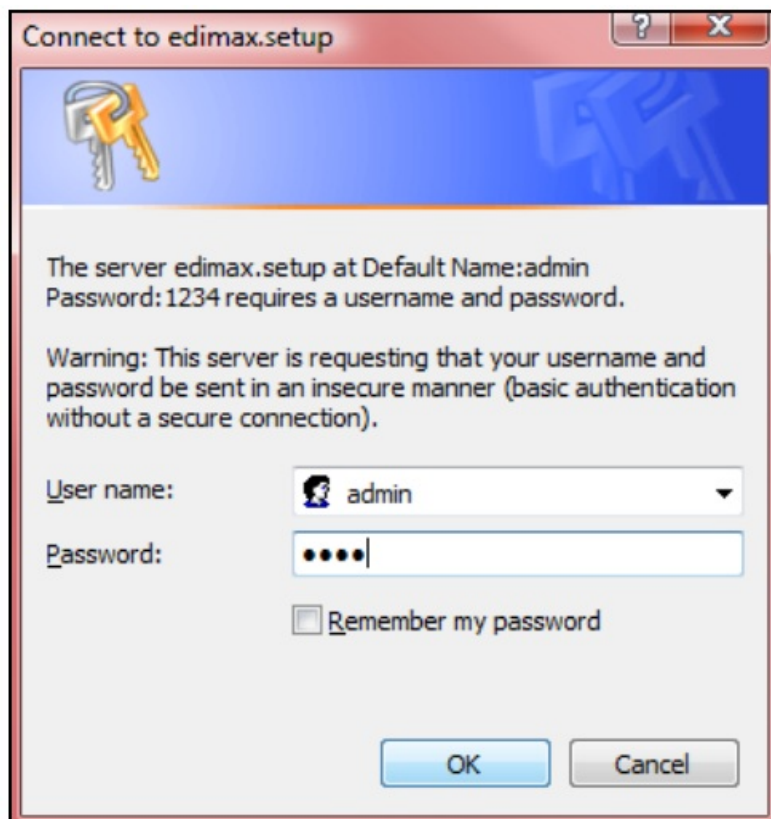 Connect to edimax.setup
The server edimax.setup at Default Name:admin
Password:1234 requires a username and password.
Warning: This server is requesting that your username and
password be sent in an insecure manner (basic authentication
without a secure connection).
User name:
admin
Password:
••••
Remember my password
OK
Cancel